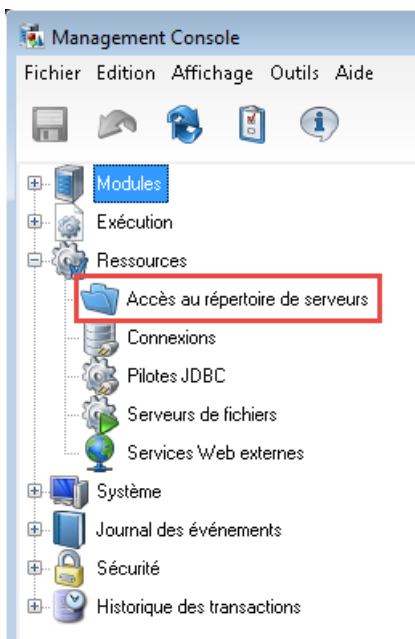 Management Console
Fichier Edition Affichage Outils Aide
Modules
Exécution
Ressources
Accès au répertoire de serveurs
Connexions
Pilotes JDBC
Serveurs de fichiers
Services Web externes
Système
Journal des événements
Sécurité
Historique des transactions